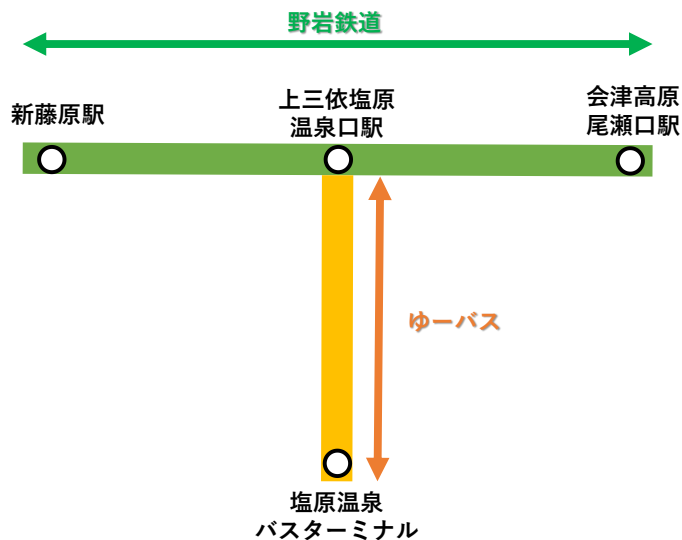 野岩鉄道
新藤原駅
上三依塩原
温泉口駅
会津高原
尾瀬口駅
ゆーバス
塩原温泉
バスターミナル